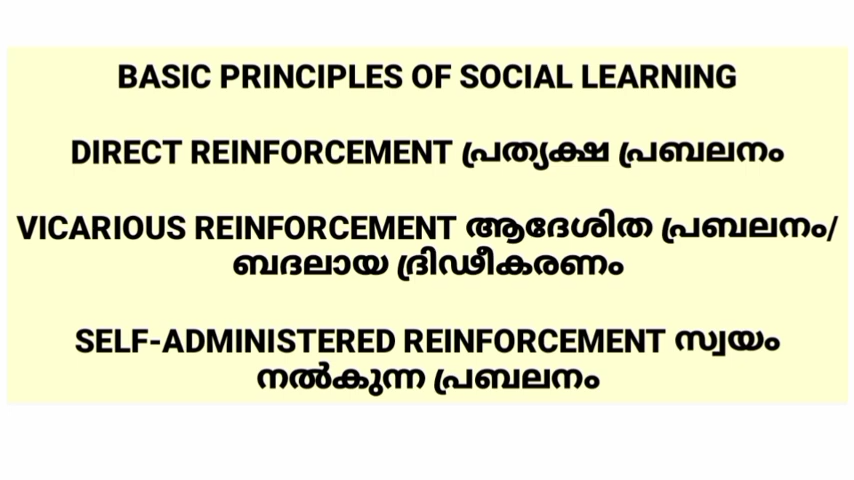 BASIC PRINCIPLES OF SOCIAL LEARNING
DIRECT REINFORCEMENT പ്രത്യക്ഷ പ്രബലനം
VICARIOUS REINFORCEMENT ആദേശിത പ്രബലനം/
ബദലായ ദ്രിഢീകരണം
SELF-ADMINISTERED REINFORCEMENT സ്വയം
നൽകുന്ന പ്രബലനം